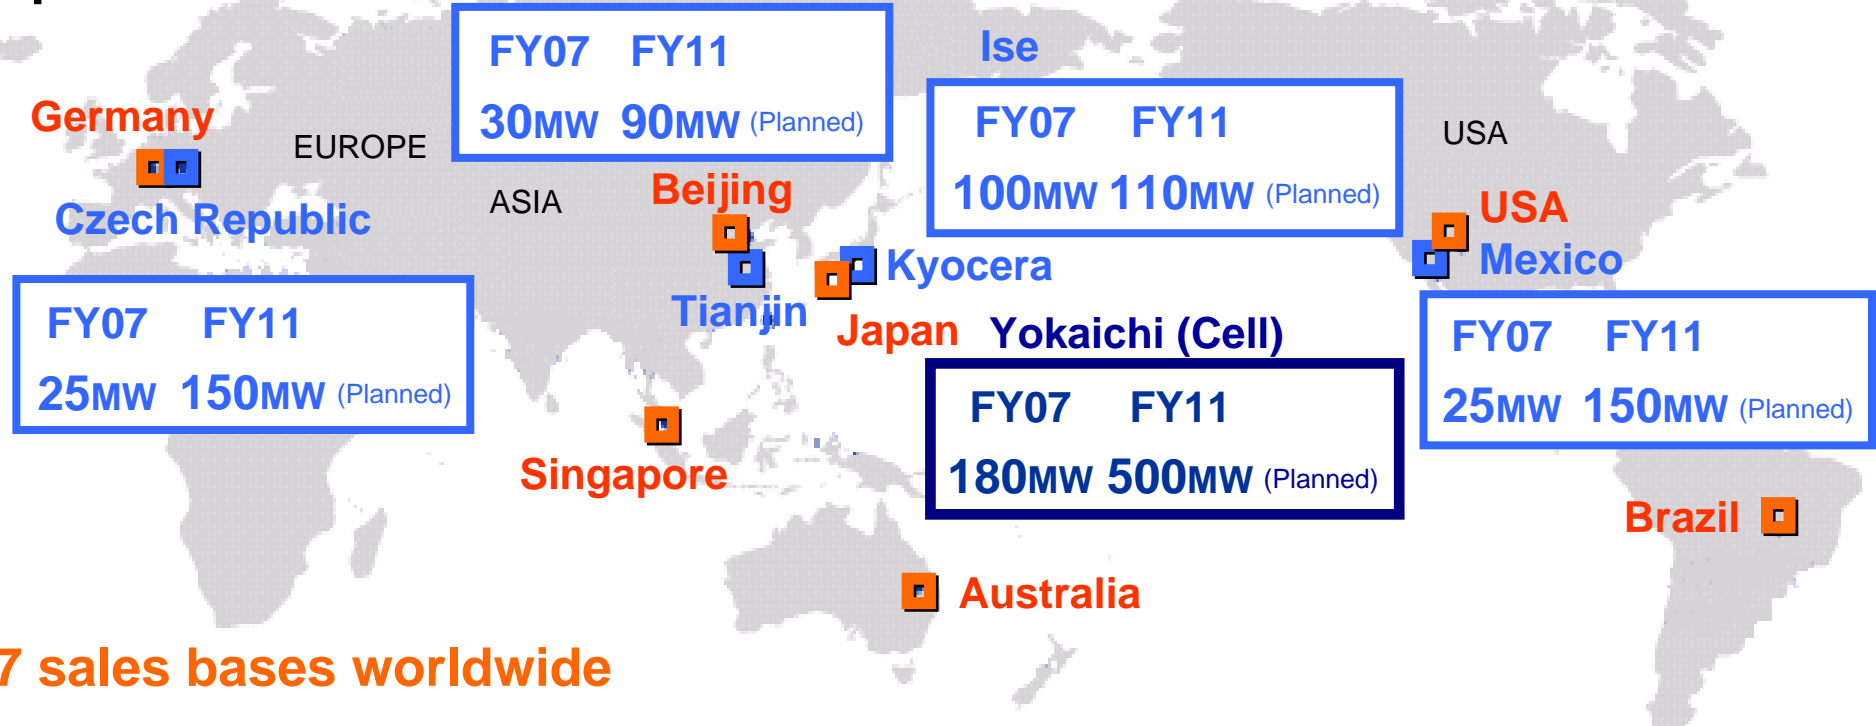 FY07 FY11
30MW 90MW (Planned)
Ise
FY07 FY11
100MW 110MW (Planned)
Germany
EUROPE
USA
ASIA
Beijing
USA
Czech Republic
Kyocera
Mexico
FY07 FY11
25MW 150MW (Planned)
Tianjin
Japan
Yokaichi (Cell)
FY07 FY11
180MW 500MW (Planned)
FY07 FY11
25MW 150MW (Planned)
Singapore
Brazil
Australia
7 sales bases worldwide